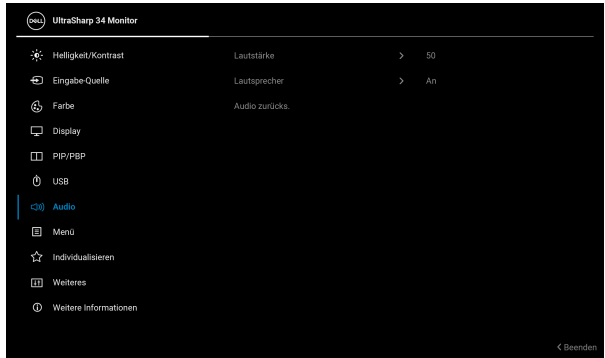 DELL UltraSharp 34 Monitor
Helligkeit/Kontrast Lautstärke > 50
Eingabe-Quelle Lautsprecher > An
Farbe Audio zurücks.
Display
PIP/PBP
USB
Audio
Menü
Individualisieren
Weiteres
Weitere Informationen
< Beenden